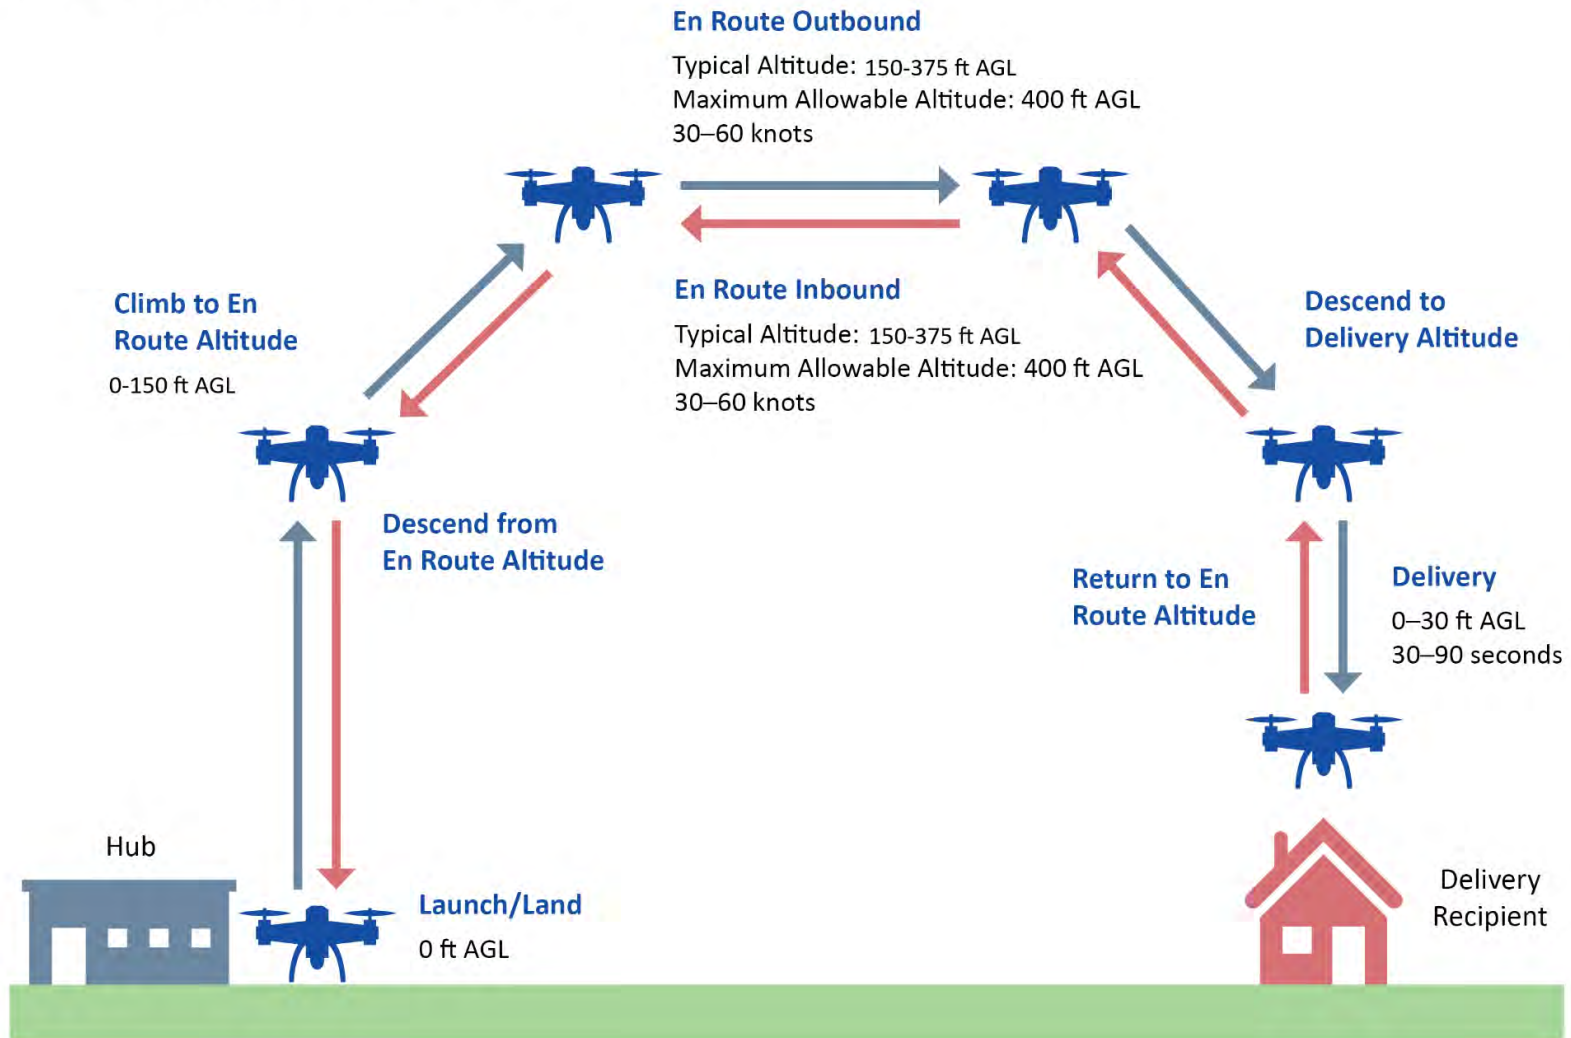 En Route Outbound
Typical Altitude: 150-375 ft AGL
Maximum Allowable Altitude: 400 ft AGL
30–60 knots
En Route Inbound
Typical Altitude: 150-375 ft AGL
Maximum Allowable Altitude: 400 ft AGL
30–60 knots
Climb to En
Route Altitude
0-150 ft AGL
Descend to
Delivery Altitude
Descend from
En Route Altitude
Return to En
Route Altitude
Delivery
0–30 ft AGL
30–90 seconds
Hub
Launch/Land
0 ft AGL
Delivery
Recipient